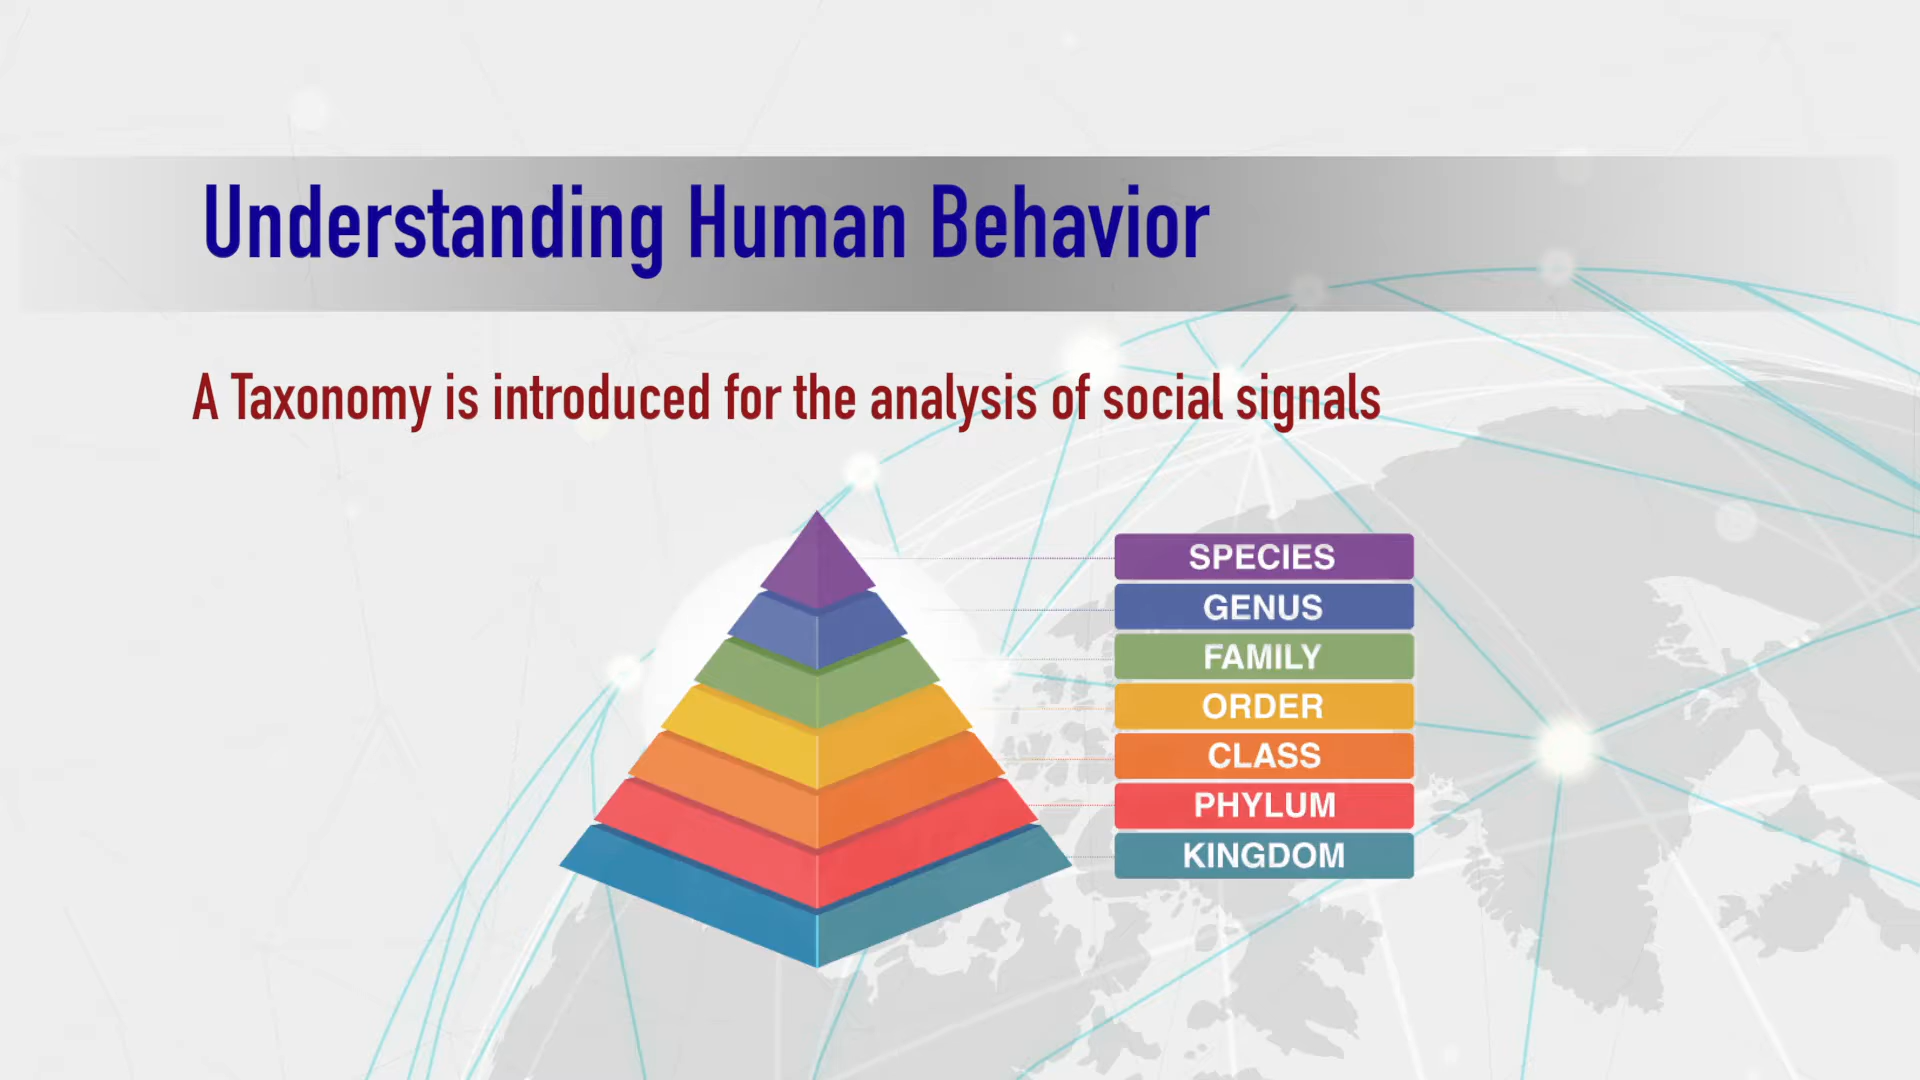 Understanding Human Behavior
A Taxonomy is introduced for the analysis of social signals
SPECIES
GENUS
FAMILY
ORDER
CLASS
PHYLUM
KINGDOM